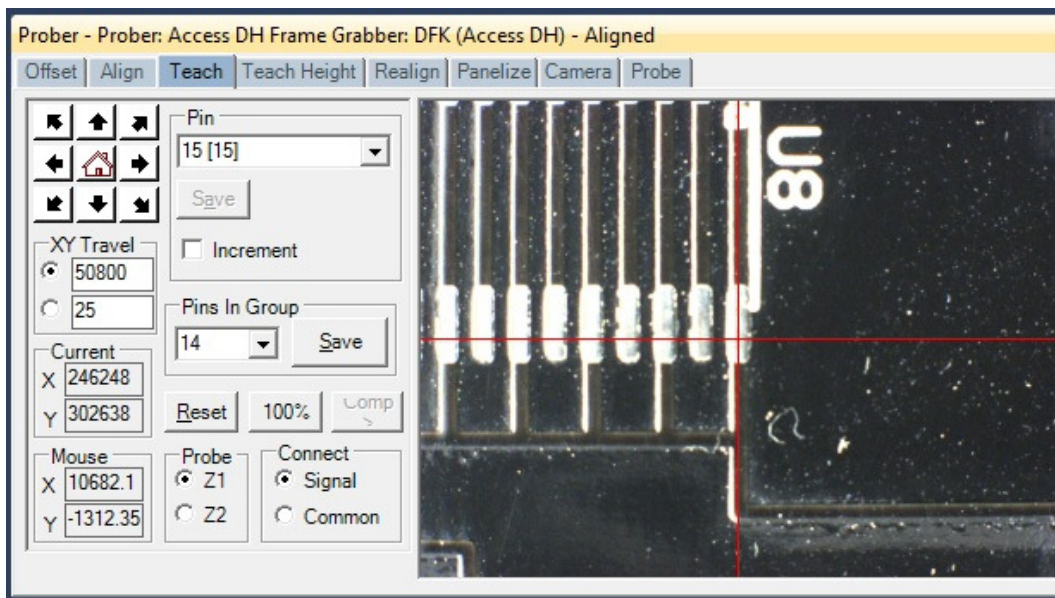 Prober - Prober: Access DH Frame Grabber: DFK (Access DH) - Aligned
Offset Align Teach Teach Height Realign Panelize Camera Probe
Pin
15 [15]
Save
Increment
XY Travel
50800
25
Pins In Group
14 Save
Current
X 246248
Y 302638
Reset 100% Comp
Mouse
X 10682.1
Y -1312.35
Probe
Z1
Z2
Connect
Signal
Common
U8